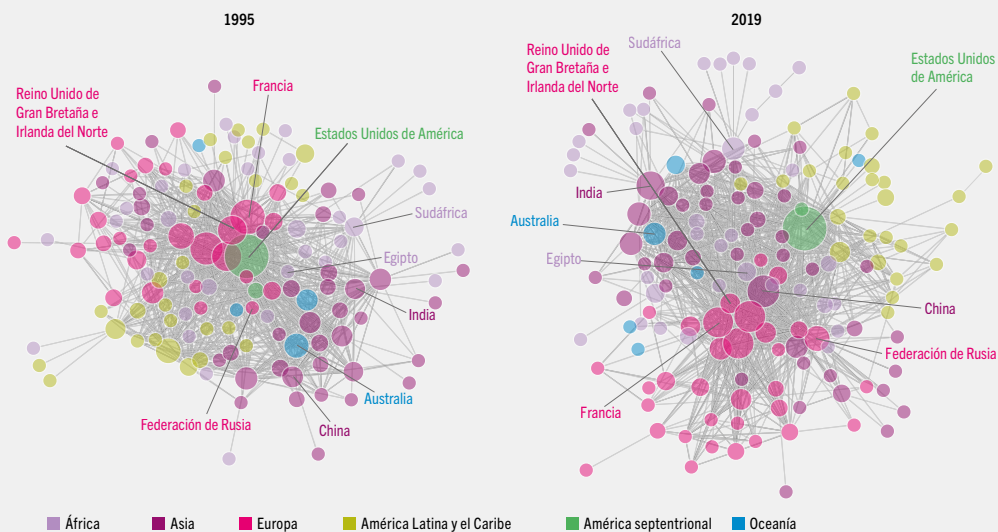 1995
Reino Unido de
Gran Bretaña e
Irlanda del Norte
Francia
Estados Unidos de América
Sudáfrica
Egipto
India
Australia
China
Federación de Rusia
2019
Sudáfrica
Reino Unido de
Gran Bretaña e
Irlanda del Norte
Estados Unidos
de América
India
Australia
Egipto
China
Federación de Rusia
Francia
África
Asia
Europa
América Latina y el Caribe
América septentrional
Oceanía